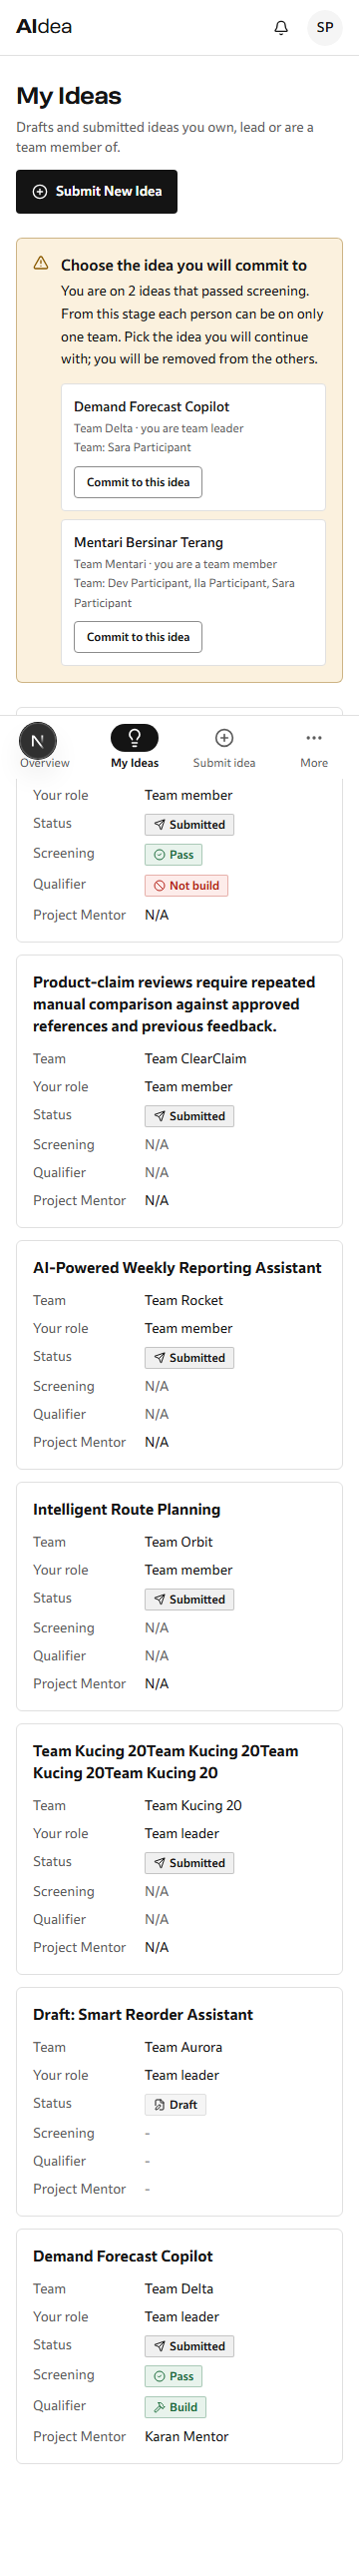 AIdea
SP
My Ideas
Drafts and submitted ideas you own, lead or are a
team member of.
Submit New Idea
Choose the idea you will commit to
You are on 2 ideas that passed screening.
From this stage each person can be on only
one team. Pick the idea you will continue
with; you will be removed from the others.
Demand Forecast Copilot
Team Delta · you are team leader
Team: Sara Participant
Commit to this idea
Mentari Bersinar Terang
Team Mentari · you are a team member
Team: Dev Participant, Ila Participant, Sara
Participant
Commit to this idea
N
Overview
My Ideas
Submit idea
More
Your role Team member
Status Submitted
Screening Pass
Qualifier Not build
Project Mentor N/A
Product-claim reviews require repeated
manual comparison against approved
references and previous feedback.
Team Team ClearClaim
Your role Team member
Status Submitted
Screening N/A
Qualifier N/A
Project Mentor N/A
AI-Powered Weekly Reporting Assistant
Team Team Rocket
Your role Team member
Status Submitted
Screening N/A
Qualifier N/A
Project Mentor N/A
Intelligent Route Planning
Team Team Orbit
Your role Team member
Status Submitted
Screening N/A
Qualifier N/A
Project Mentor N/A
Team Kucing 20Team Kucing 20Team
Kucing 20Team Kucing 20
Team Team Kucing 20
Your role Team leader
Status Submitted
Screening N/A
Qualifier N/A
Project Mentor N/A
Draft: Smart Reorder Assistant
Team Team Aurora
Your role Team leader
Status Draft
Screening -
Qualifier -
Project Mentor -
Demand Forecast Copilot
Team Team Delta
Your role Team leader
Status Submitted
Screening Pass
Qualifier Build
Project Mentor Karan Mentor